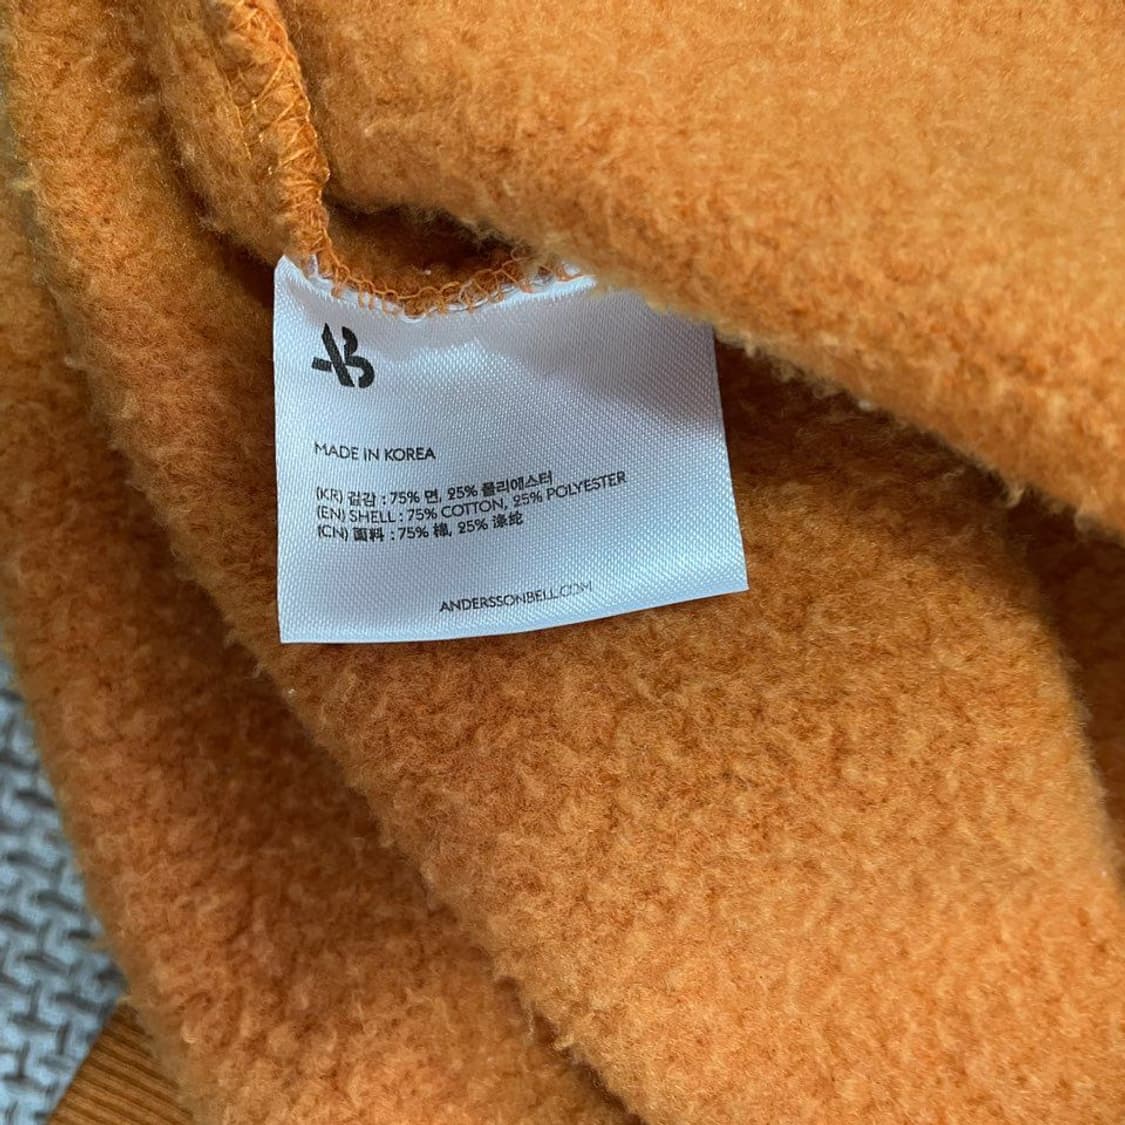 AB
MADE IN KOREA
(KR) 겉감 : 75% 면, 25% 폴리에스터
(EN) SHELL : 75% COTTON, 25% POLYESTER
(CN) 面料 : 75% 棉, 25% 涤纶
ANDERSSONBELL.COM